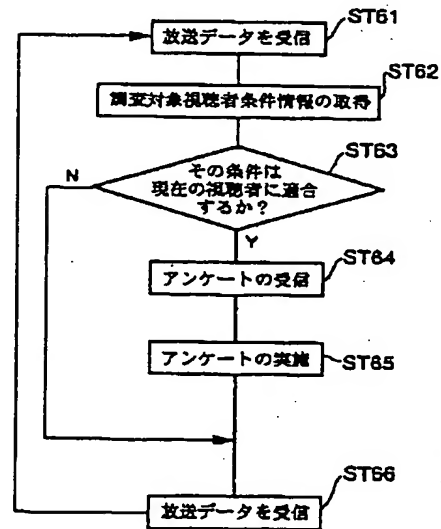 ST61
放送データを受信
ST62
調査対象視聴者条件情報の取得
ST63
その条件は
現在の視聴者に適合
するか?
N
Y
ST64
アンケートの受信
ST65
アンケートの実施
ST66
放送データを受信